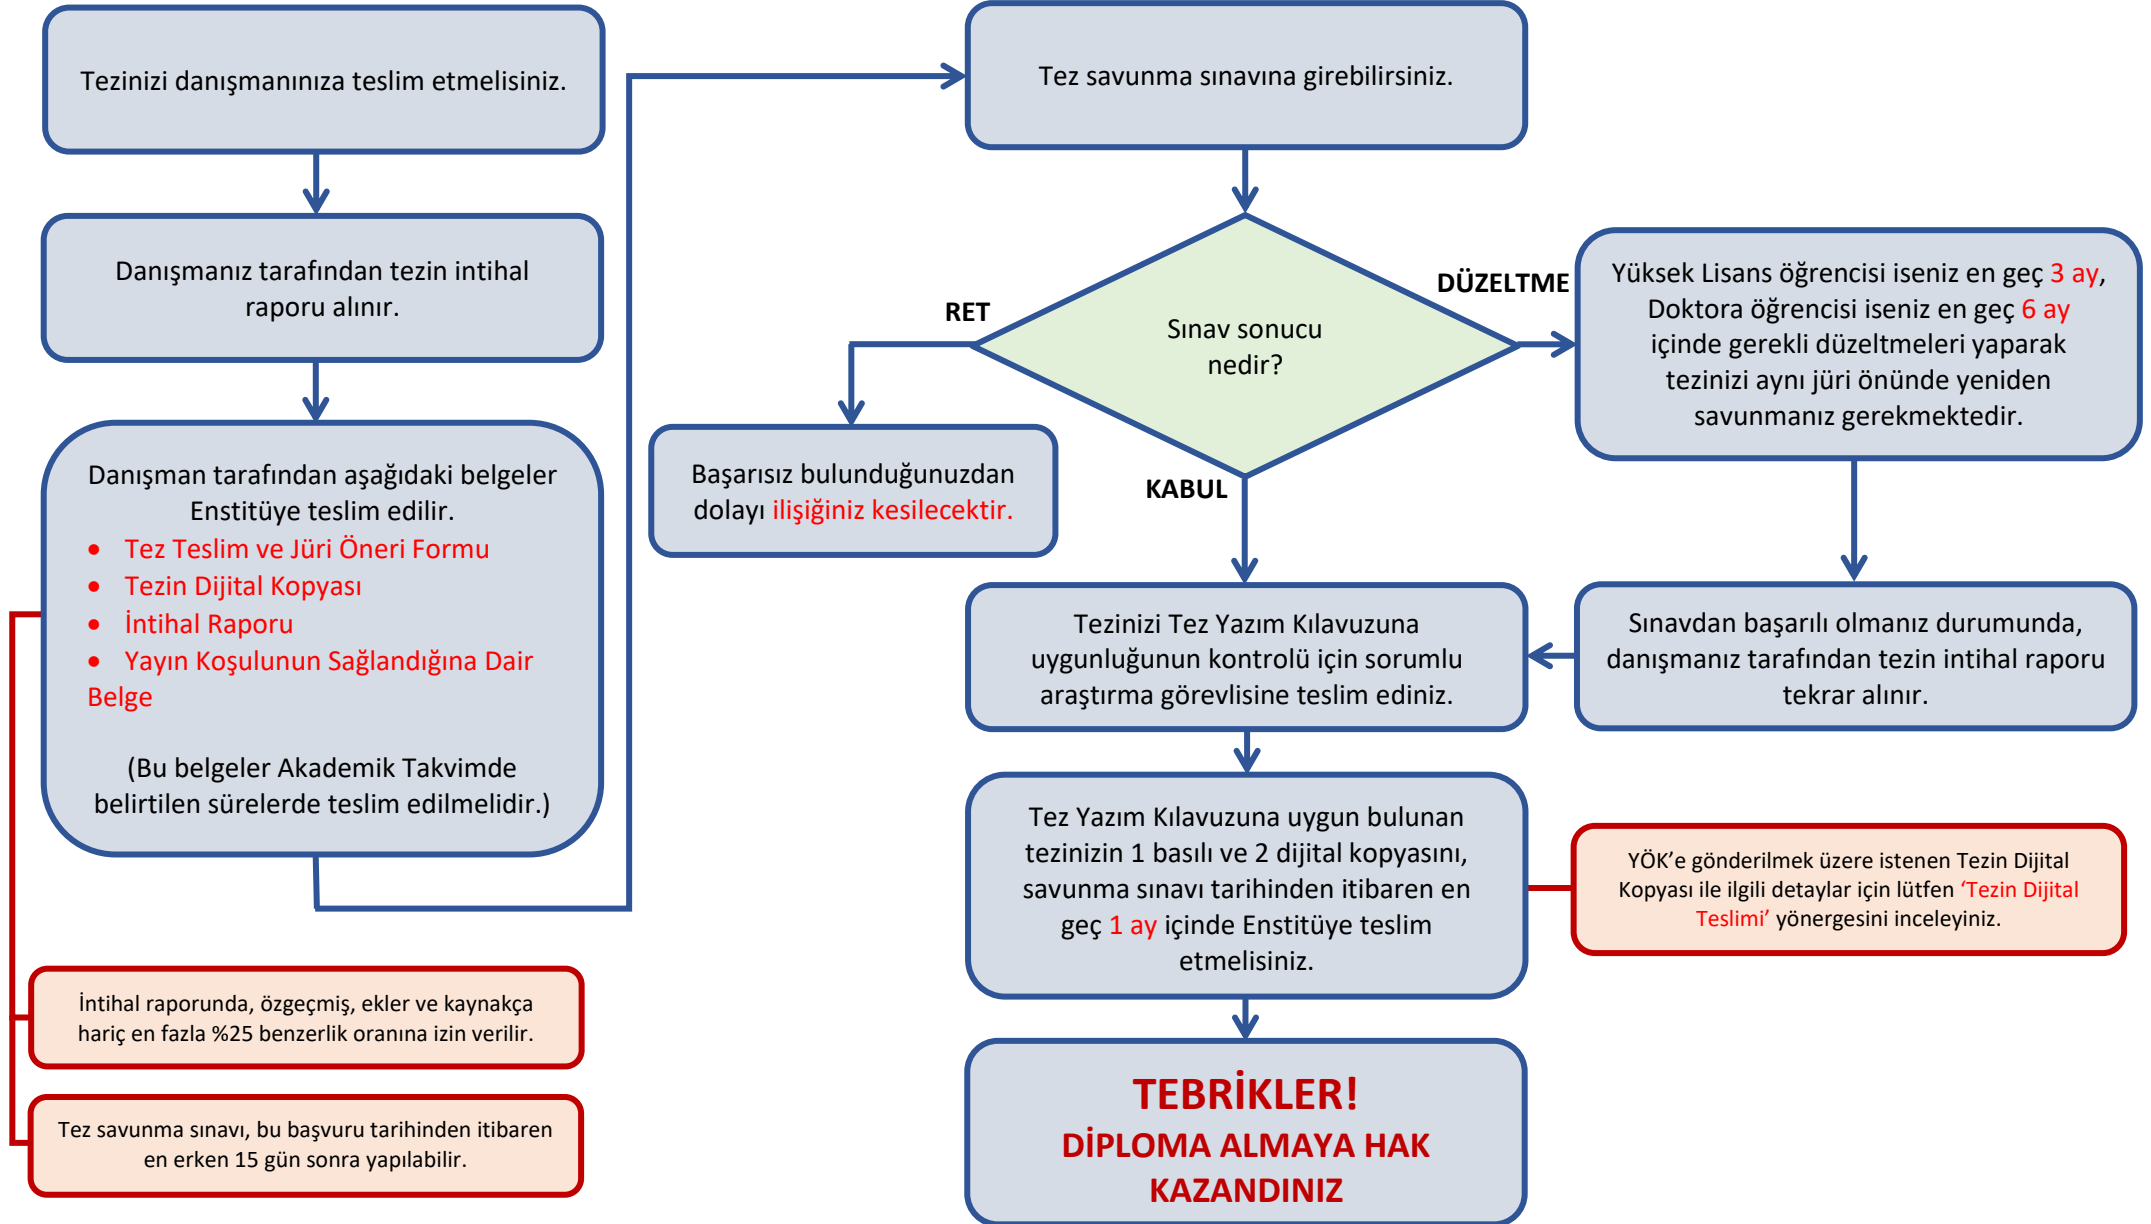 Tezinizi danışmanınıza teslim etmelisiniz.
Danışmanız tarafından tezin intihal
raporu alınır.
Danışman tarafından aşağıdaki belgeler
Enstitüye teslim edilir.
• Tez Teslim ve Jüri Öneri Formu
• Tezin Dijital Kopyası
• İntihal Raporu
• Yayın Koşulunun Sağlandığına Dair
Belge
(Bu belgeler Akademik Takvimde
belirtilen sürelerde teslim edilmelidir.)
İntihal raporunda, özgeçmiş, ekler ve kaynakça
hariç en fazla %25 benzerlik oranına izin verilir.
Tez savunma sınavı, bu başvuru tarihinden itibaren
en erken 15 gün sonra yapılabilir.
Tez savunma sınavına girebilirsiniz.
Sınav sonucu
nedir?
RET
Başarısız bulunduğunuzdan
dolayı ilişiğiniz kesilecektir.
DÜZELTME
Yüksek Lisans öğrencisi iseniz en geç 3 ay,
Doktora öğrencisi iseniz en geç 6 ay
içinde gerekli düzeltmeleri yaparak
tezinizi aynı jüri önünde yeniden
savunmanız gerekmektedir.
Sınavdan başarılı olmanız durumunda,
danışmanız tarafından tezin intihal raporu
tekrar alınır.
KABUL
Tezinizi Tez Yazım Kılavuzuna
uygunluğunun kontrolü için sorumlu
araştırma görevlisine teslim ediniz.
Tez Yazım Kılavuzuna uygun bulunan
tezinizin 1 basılı ve 2 dijital kopyasını,
savunma sınavı tarihinden itibaren en
geç 1 ay içinde Enstitüye teslim
etmelisiniz.
YÖK’e gönderilmek üzere istenen Tezin Dijital
Kopyası ile ilgili detaylar için lütfen ‘Tezin Dijital
Teslimi’ yönergesini inceleyiniz.
TEBRİKLER!
DİPLOMA ALMAYA HAK
KAZANDINIZ